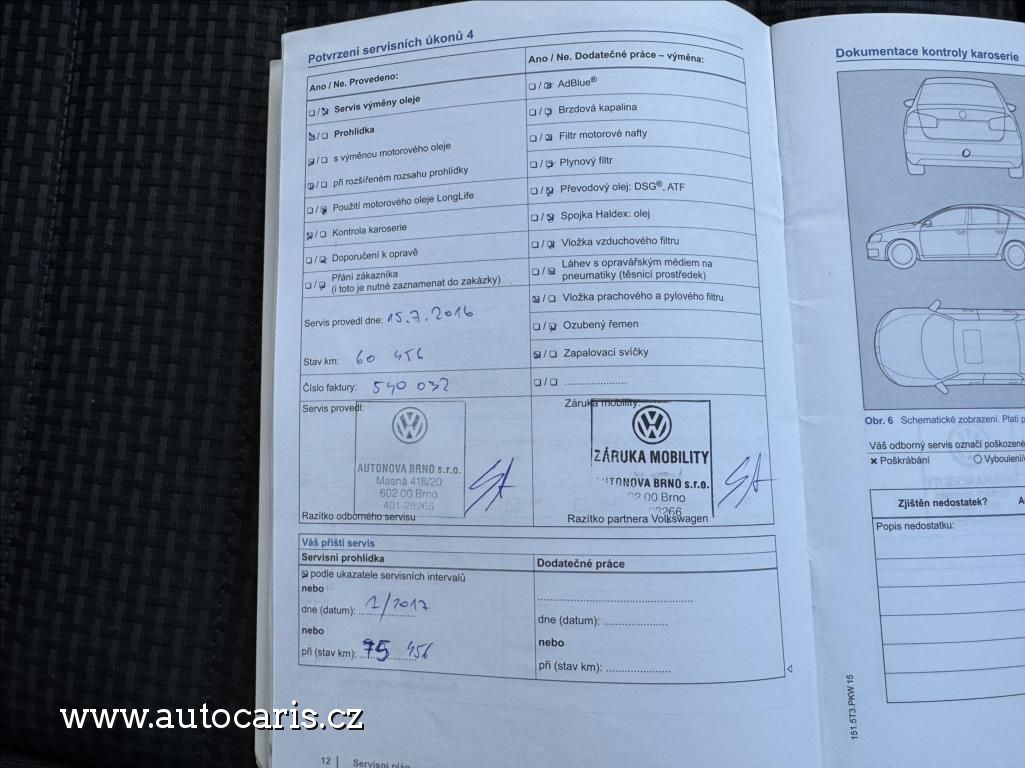 Potvrzení servisních úkonů 4
Ano / Ne. Provedeno:
/ Servis výměny oleje
/ Prohlídka
/ s výměnou motorového oleje
/ při rozšířeném rozsahu prohlídky
/ Použití motorového oleje LongLife
/ Kontrola karoserie
/ Doporučení k opravě
/ Přání zákazníka
(i toto je nutné zaznamenat do zakázky)
Servis provedl dne: 15.7.2016
Stav km: 60 456
Číslo faktury: 540 032
Servis provedl:
AUTONOVA BRNO s.r.o.
Masná 418/20
602 00 Brno
401-28266
Razítko odborného servisu
Ano / Ne. Dodatečné práce – výměna:
/ AdBlue®
/ Brzdová kapalina
/ Filtr motorové nafty
/ Plynový filtr
/ Převodový olej: DSG®, ATF
/ Spojka Haldex: olej
/ Vložka vzduchového filtru
/ Láhev s opravářským médiem na
pneumatiky (těsnicí prostředek)
/ Vložka prachového a pylového filtru
/ Ozubený řemen
/ Zapalovací svíčky
/ .....................
Záruka mobility:
ZÁRUKA MOBILITY
AUTONOVA BRNO s.r.o.
00 Brno
Razítko partnera Volkswagen
Váš příští servis
Servisní prohlídka
podle ukazatele servisních intervalů
nebo
dne (datum): 7/2017
nebo
při (stav km): 75 456
Dodatečné práce
dne (datum): .....................
nebo
při (stav km): .....................
12 Servisní plán
Dokumentace kontroly karoserie
Obr. 6 Schematické zobrazení. Platí
Váš odborný servis označí poškozené
× Poškrábání
Vyboulení
Zjištěn nedostatek?
Popis nedostatku:
151.5T3.PKW.15
www.autocaris.cz